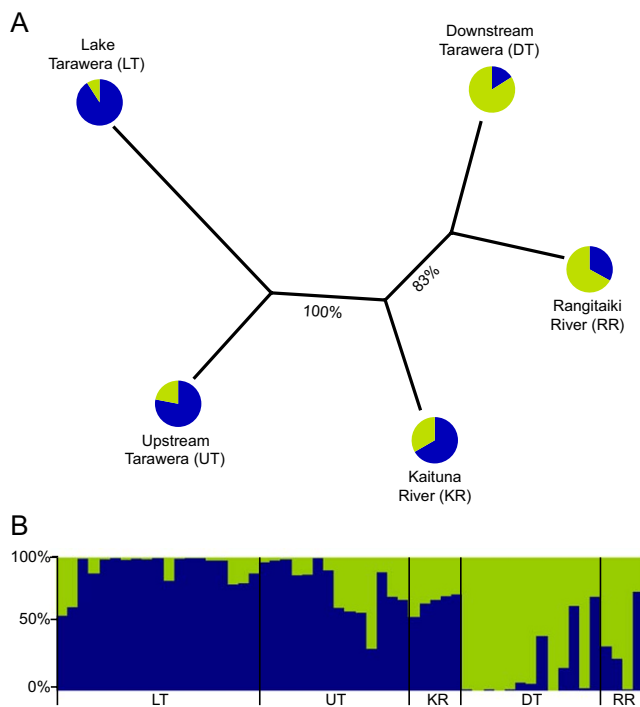 A
Lake
Tarawera (LT)
Downstream
Tarawera (DT)
83%
100%
Rangitaiki
River (RR)
Upstream
Tarawera (UT)
Kaituna
River (KR)
B
100%
50%
0%
LT
UT
KR
DT
RR